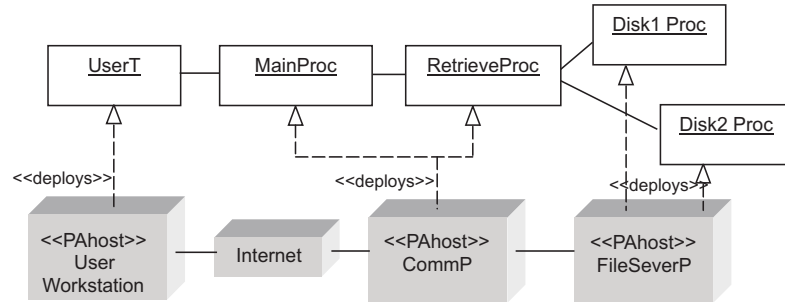 Disk1 Proc
UserT
MainProc
RetrieveProc
Disk2 Proc
<<deploys>>
<<deploys>>
<<deploys>>
<<PAhost>>
User
Workstation
Internet
<<PAhost>>
CommP
<<PAhost>>
FileSeverP